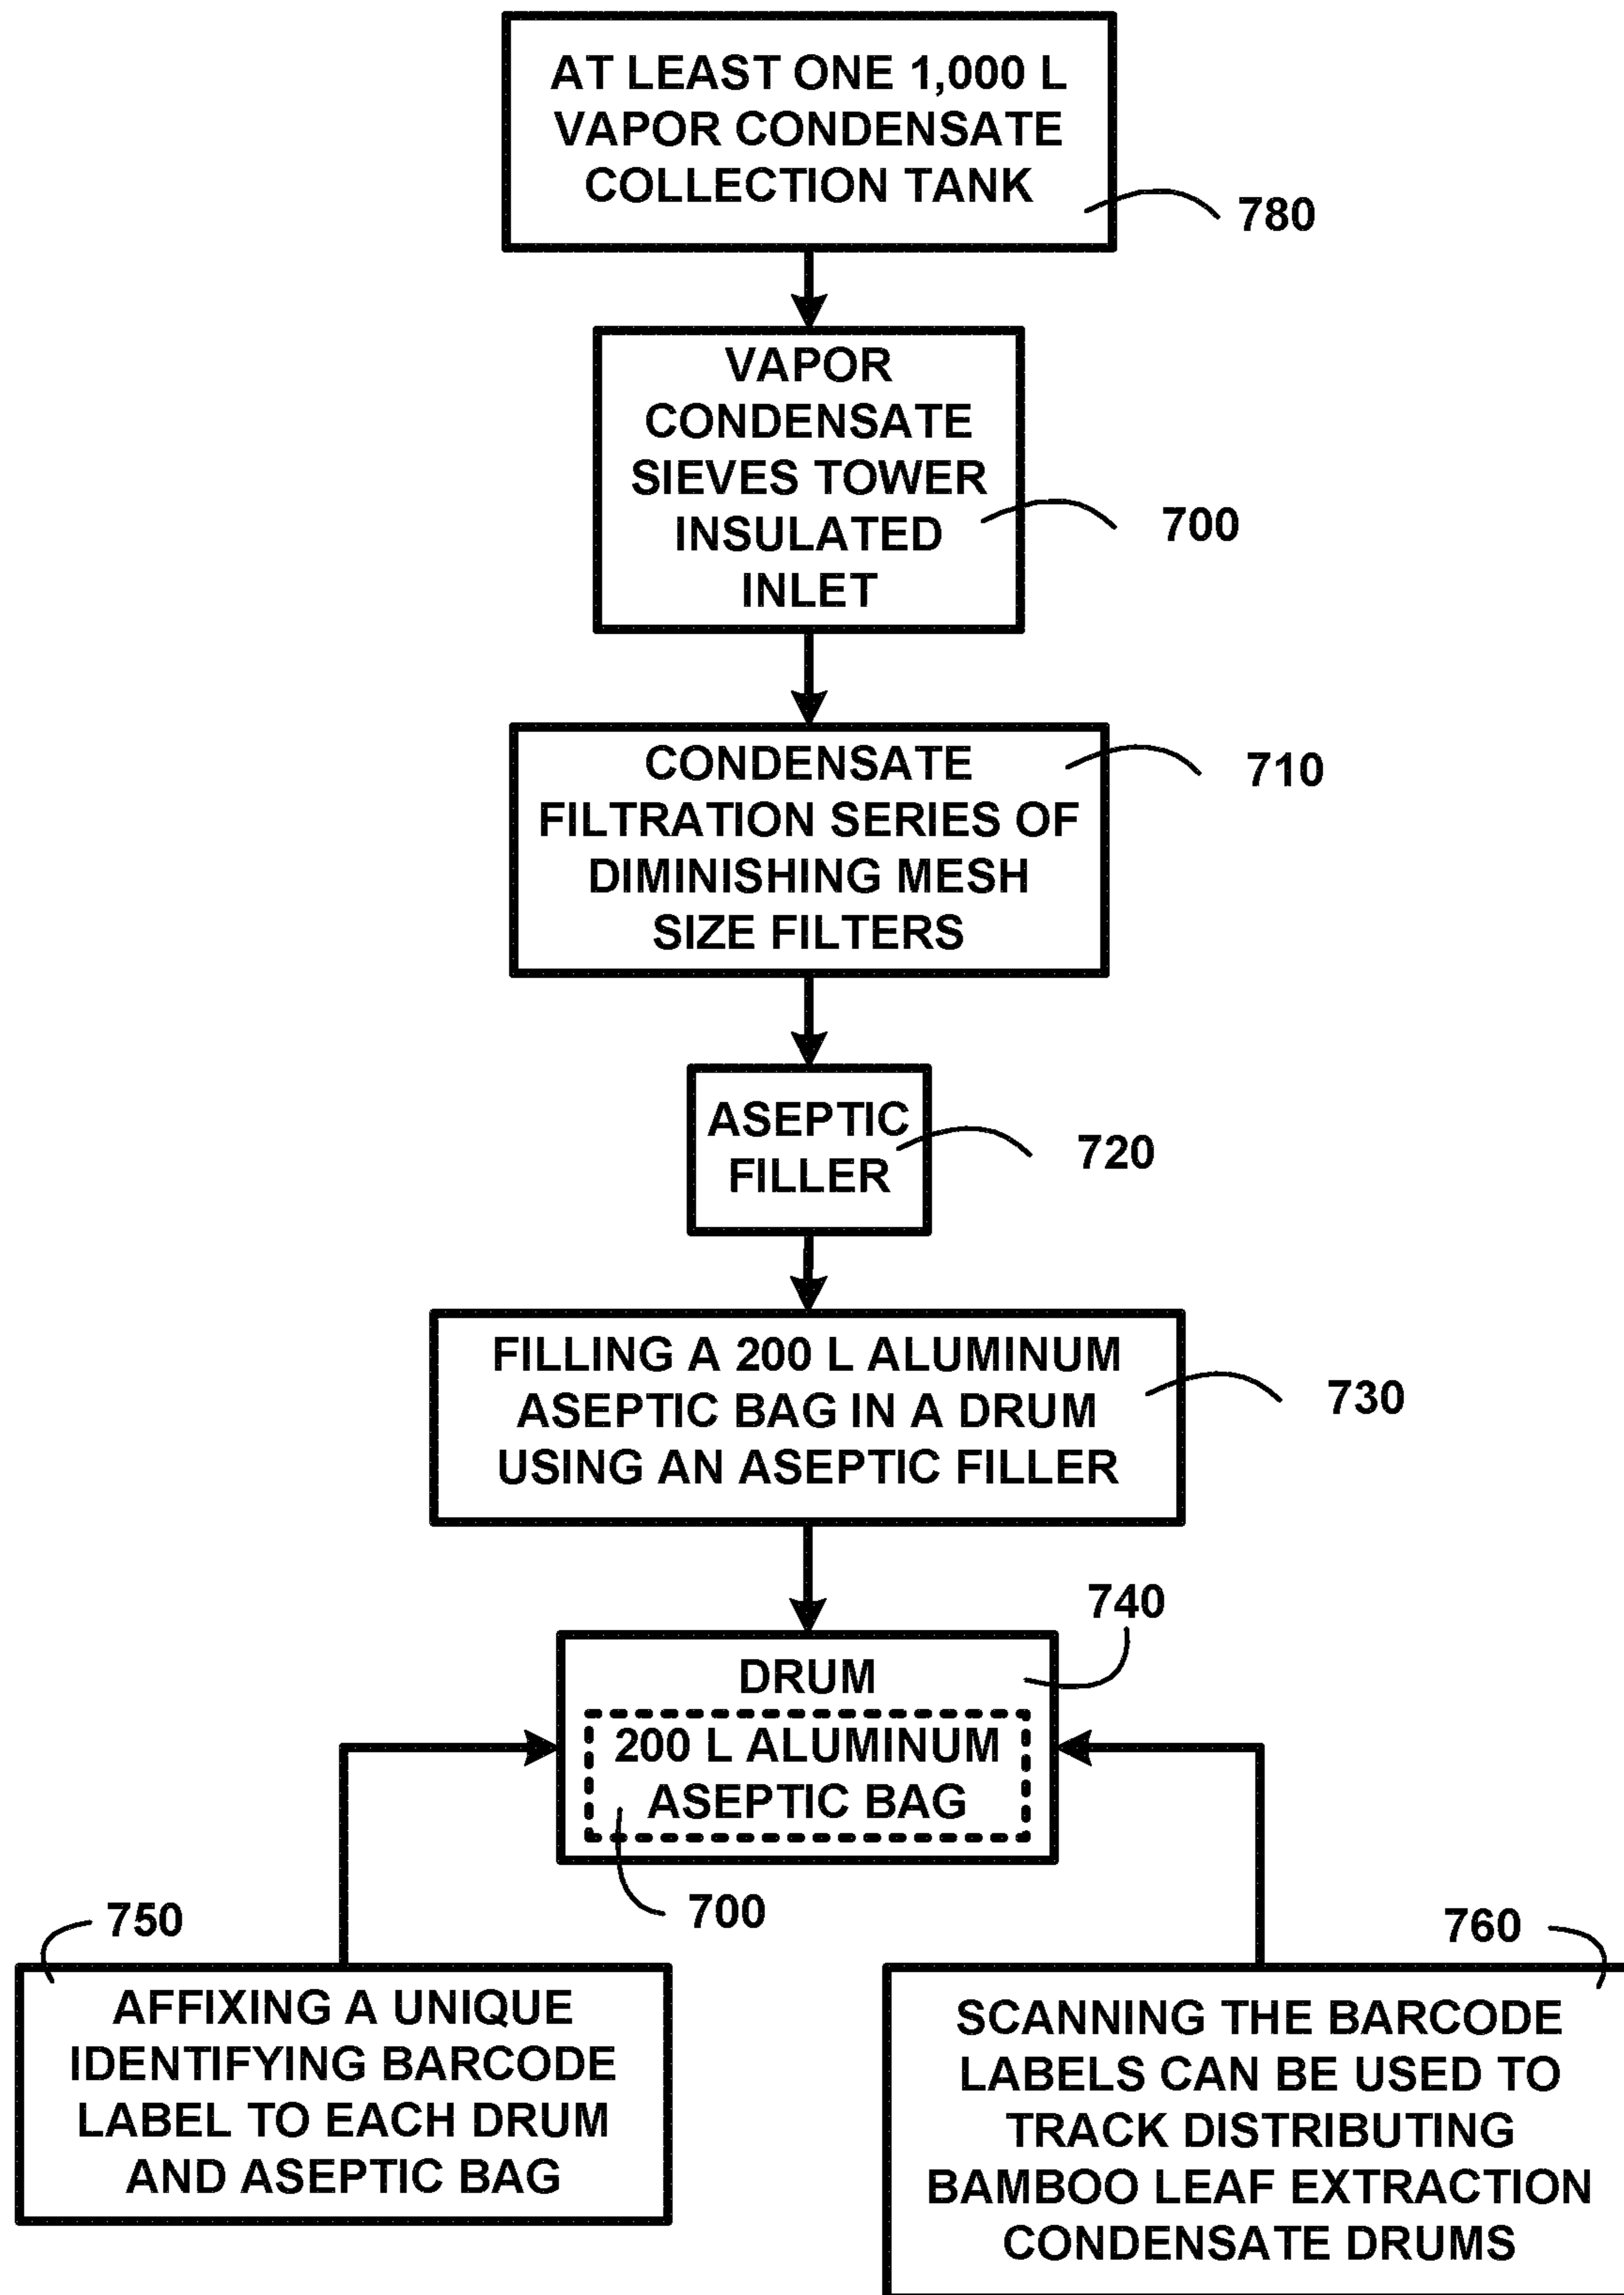 AT LEAST ONE 1,000 L
VAPOR CONDENSATE
COLLECTION TANK
780
VAPOR
CONDENSATE
SIEVES TOWER
INSULATED
INLET
700
CONDENSATE
FILTRATION SERIES OF
DIMINISHING MESH
SIZE FILTERS
710
ASEPTIC
FILLER
720
FILLING A 200 L ALUMINUM
ASEPTIC BAG IN A DRUM
USING AN ASEPTIC FILLER
730
740
DRUM
200 L ALUMINUM
ASEPTIC BAG
700
750
AFFIXING A UNIQUE
IDENTIFYING BARCODE
LABEL TO EACH DRUM
AND ASEPTIC BAG
760
SCANNING THE BARCODE
LABELS CAN BE USED TO
TRACK DISTRIBUTING
BAMBOO LEAF EXTRACTION
CONDENSATE DRUMS